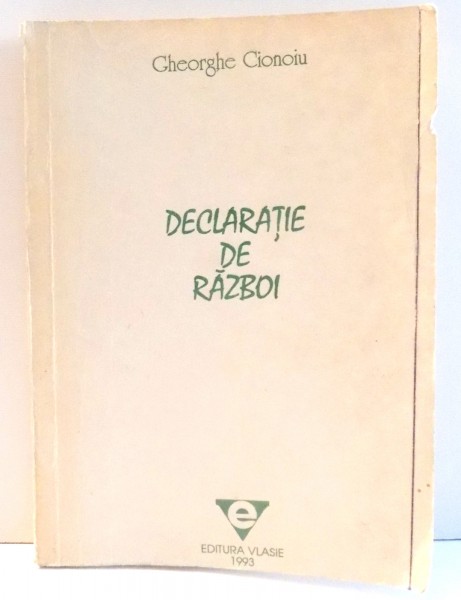 Gheorghe Cionoiu
DECLARAȚIE
DE
RĂZBOI
e
EDITURA VLASIE
1993